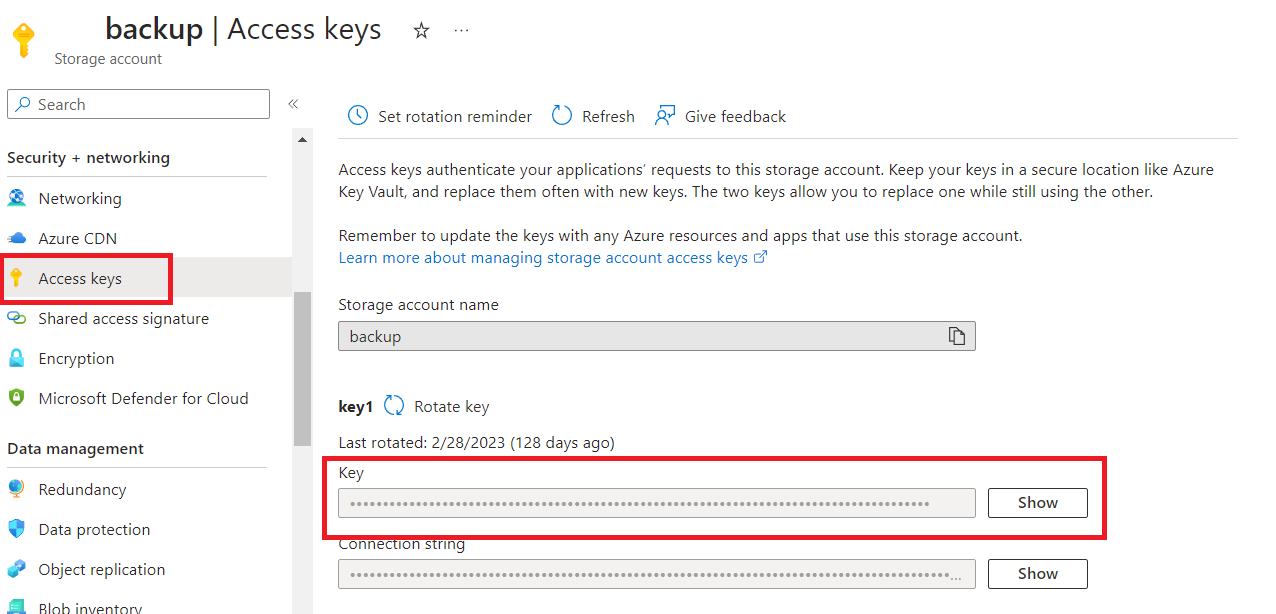 backup | Access keys
Storage account
Search
Security + networking
Networking
Azure CDN
Access keys
Shared access signature
Encryption
Microsoft Defender for Cloud
Data management
Redundancy
Data protection
Object replication
Blob inventory
Set rotation reminder
Refresh
Give feedback
Access keys authenticate your applications’ requests to this storage account. Keep your keys in a secure location like Azure
Key Vault, and replace them often with new keys. The two keys allow you to replace one while still using the other.
Remember to update the keys with any Azure resources and apps that use this storage account.
Learn more about managing storage account access keys
Storage account name
backup
key1
Rotate key
Last rotated: 2/28/2023 (128 days ago)
Key
Show
Connection string
Show